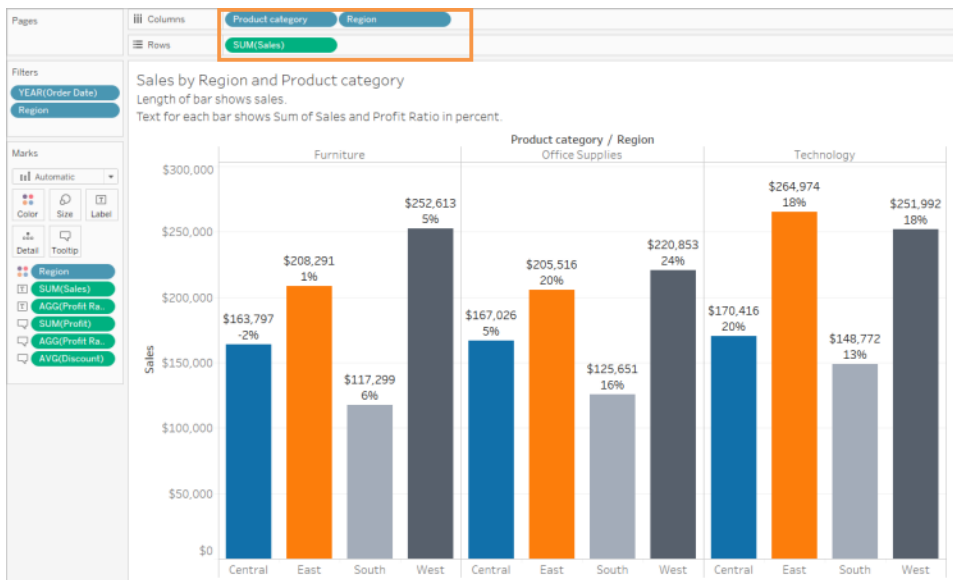 Pages
Columns
Product category
Region
Rows
SUM(Sales)
Filters
YEAR(Order Date)
Region
Marks
Automatic
Color
Size
Label
Detail
Tooltip
Region
SUM(Sales)
AGG(Profit Ra..
SUM(Profit)
AGG(Profit Ra..
AVG(Discount)
Sales by Region and Product category
Length of bar shows sales.
Text for each bar shows Sum of Sales and Profit Ratio in percent.
Product category / Region
Furniture
Office Supplies
Technology
Sales
$300,000
$250,000
$200,000
$150,000
$100,000
$50,000
$0
$163,797
-2%
$208,291
1%
$117,299
6%
$252,613
5%
$167,026
5%
$205,516
20%
$125,651
16%
$220,853
24%
$170,416
20%
$264,974
18%
$148,772
13%
$251,992
18%
Central
East
South
West
Central
East
South
West
Central
East
South
West